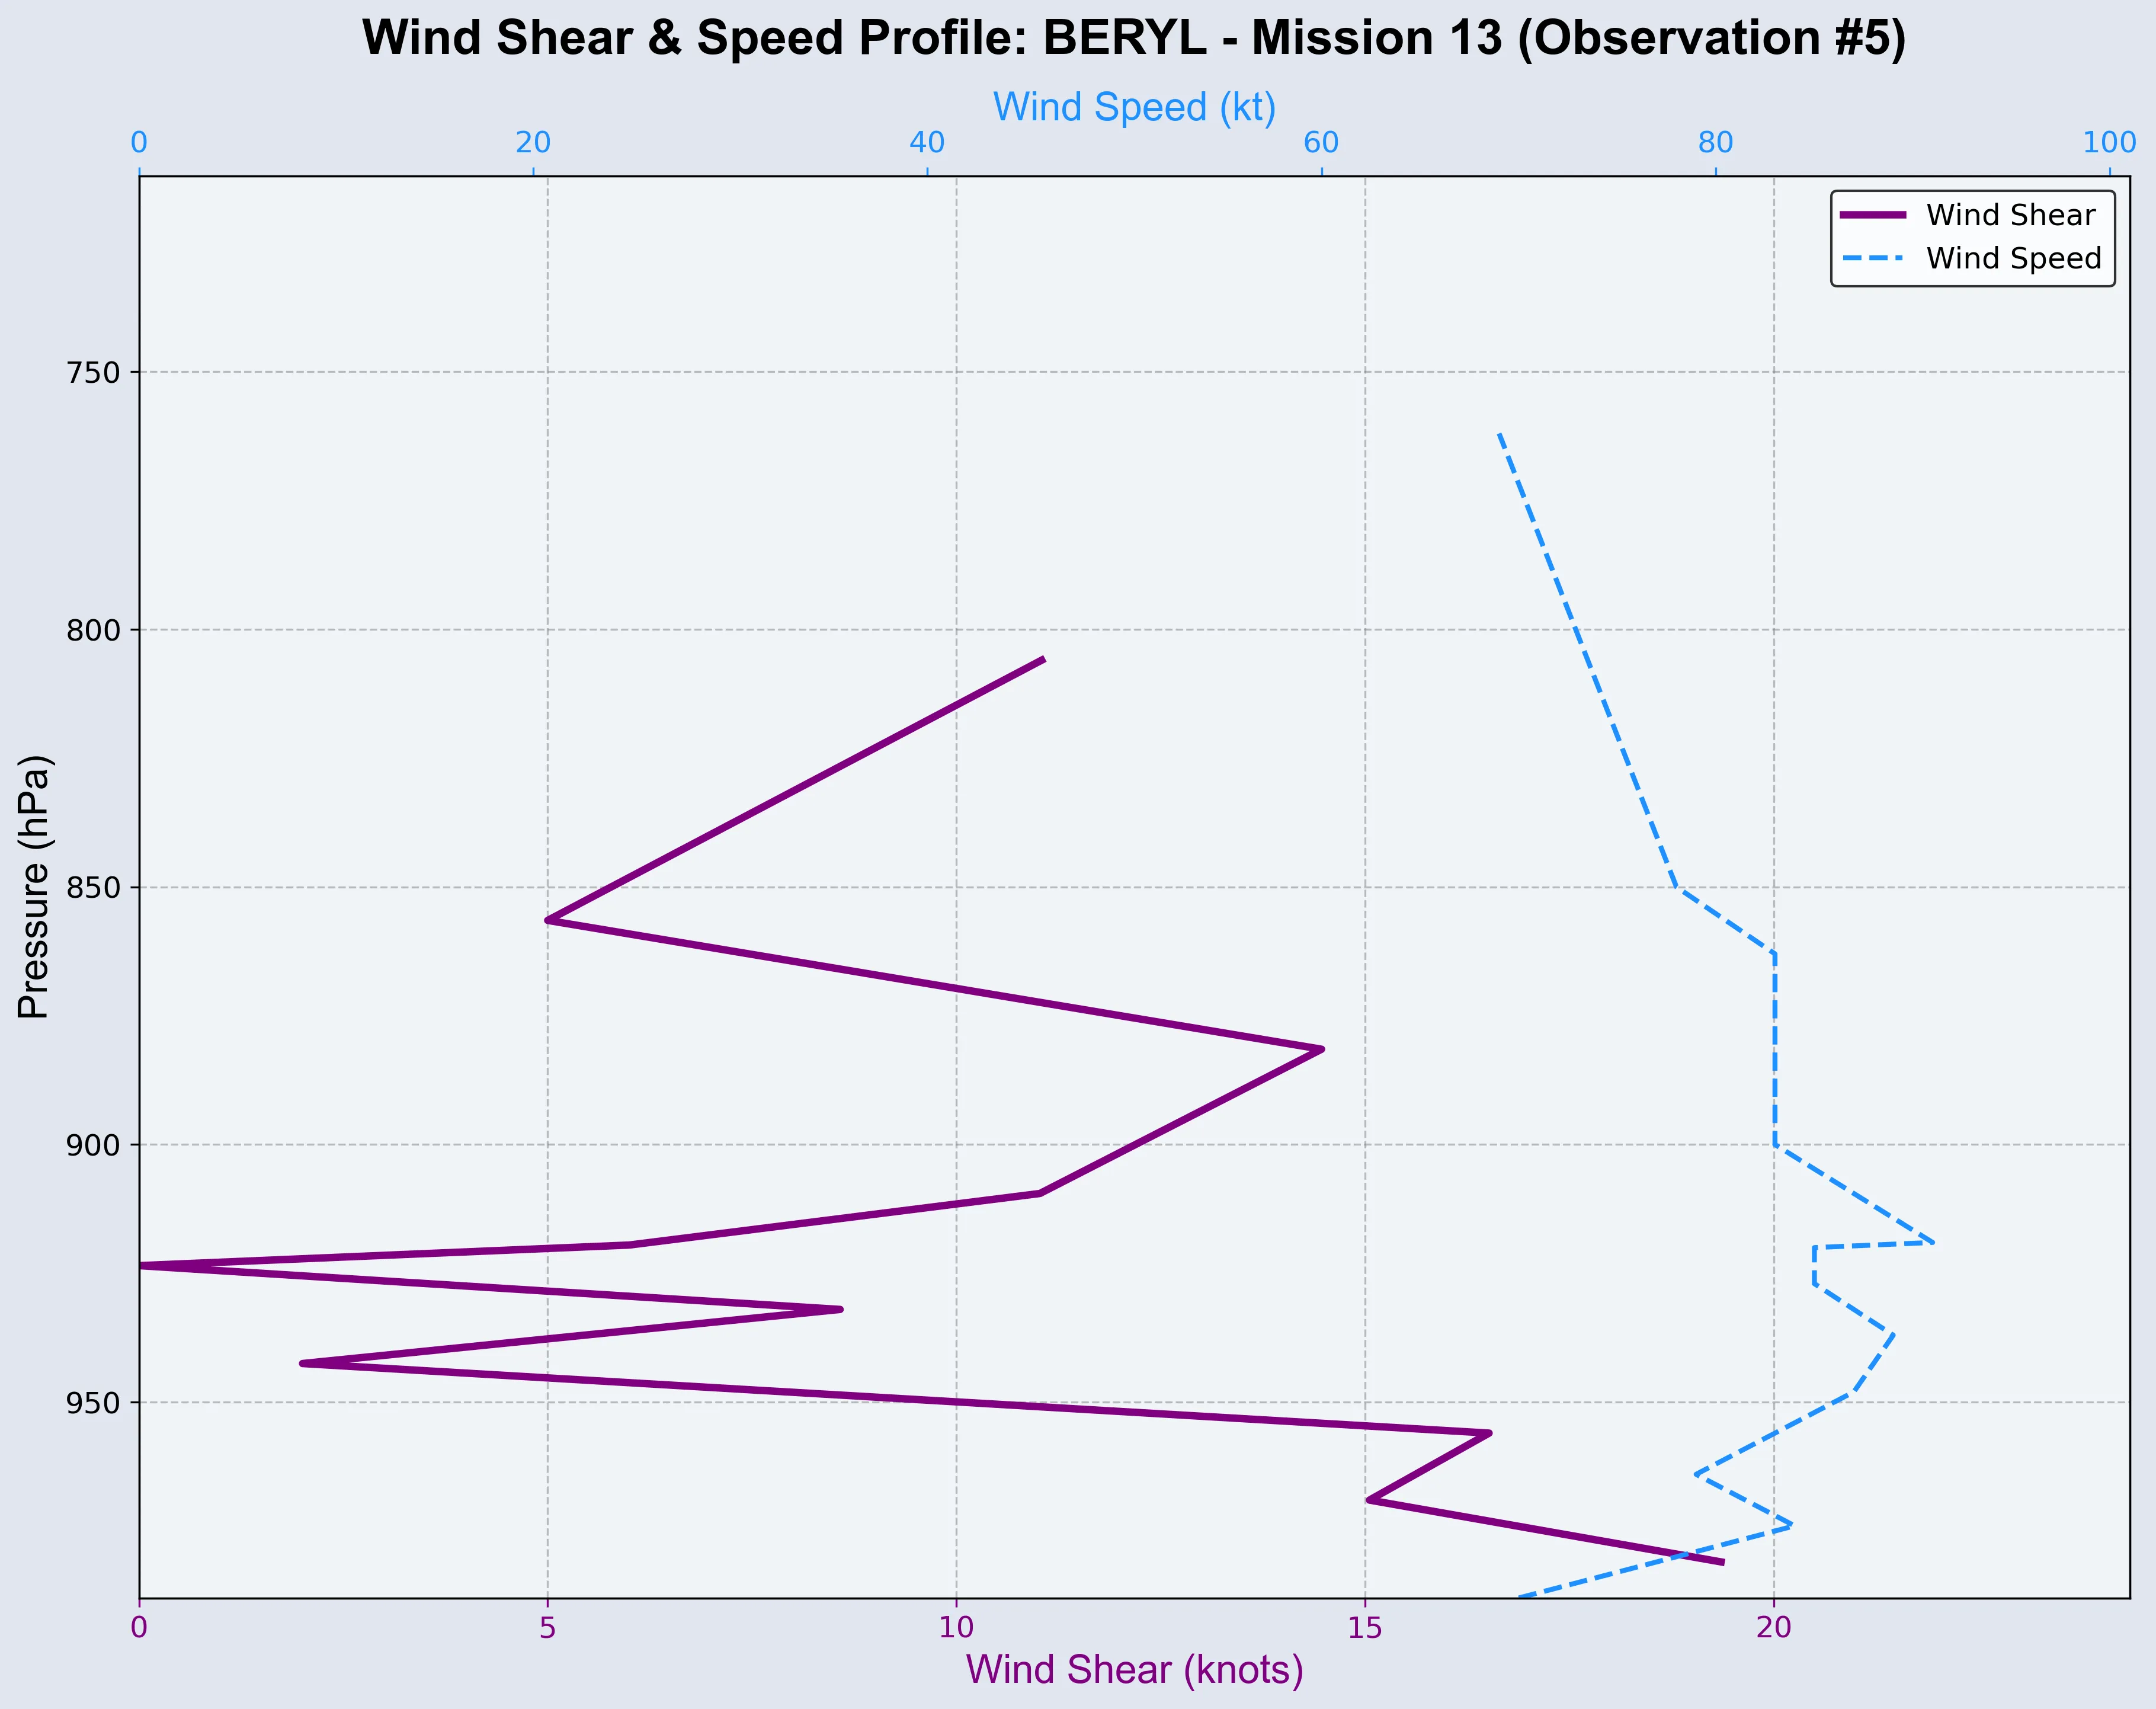 Wind Shear & Speed Profile: BERYL - Mission 13 (Observation #5)
Wind Speed (kt)
0 20 40 60 80 100
Wind Shear
Wind Speed
750
800
850
900
950
Pressure (hPa)
0 5 10 15 20
Wind Shear (knots)